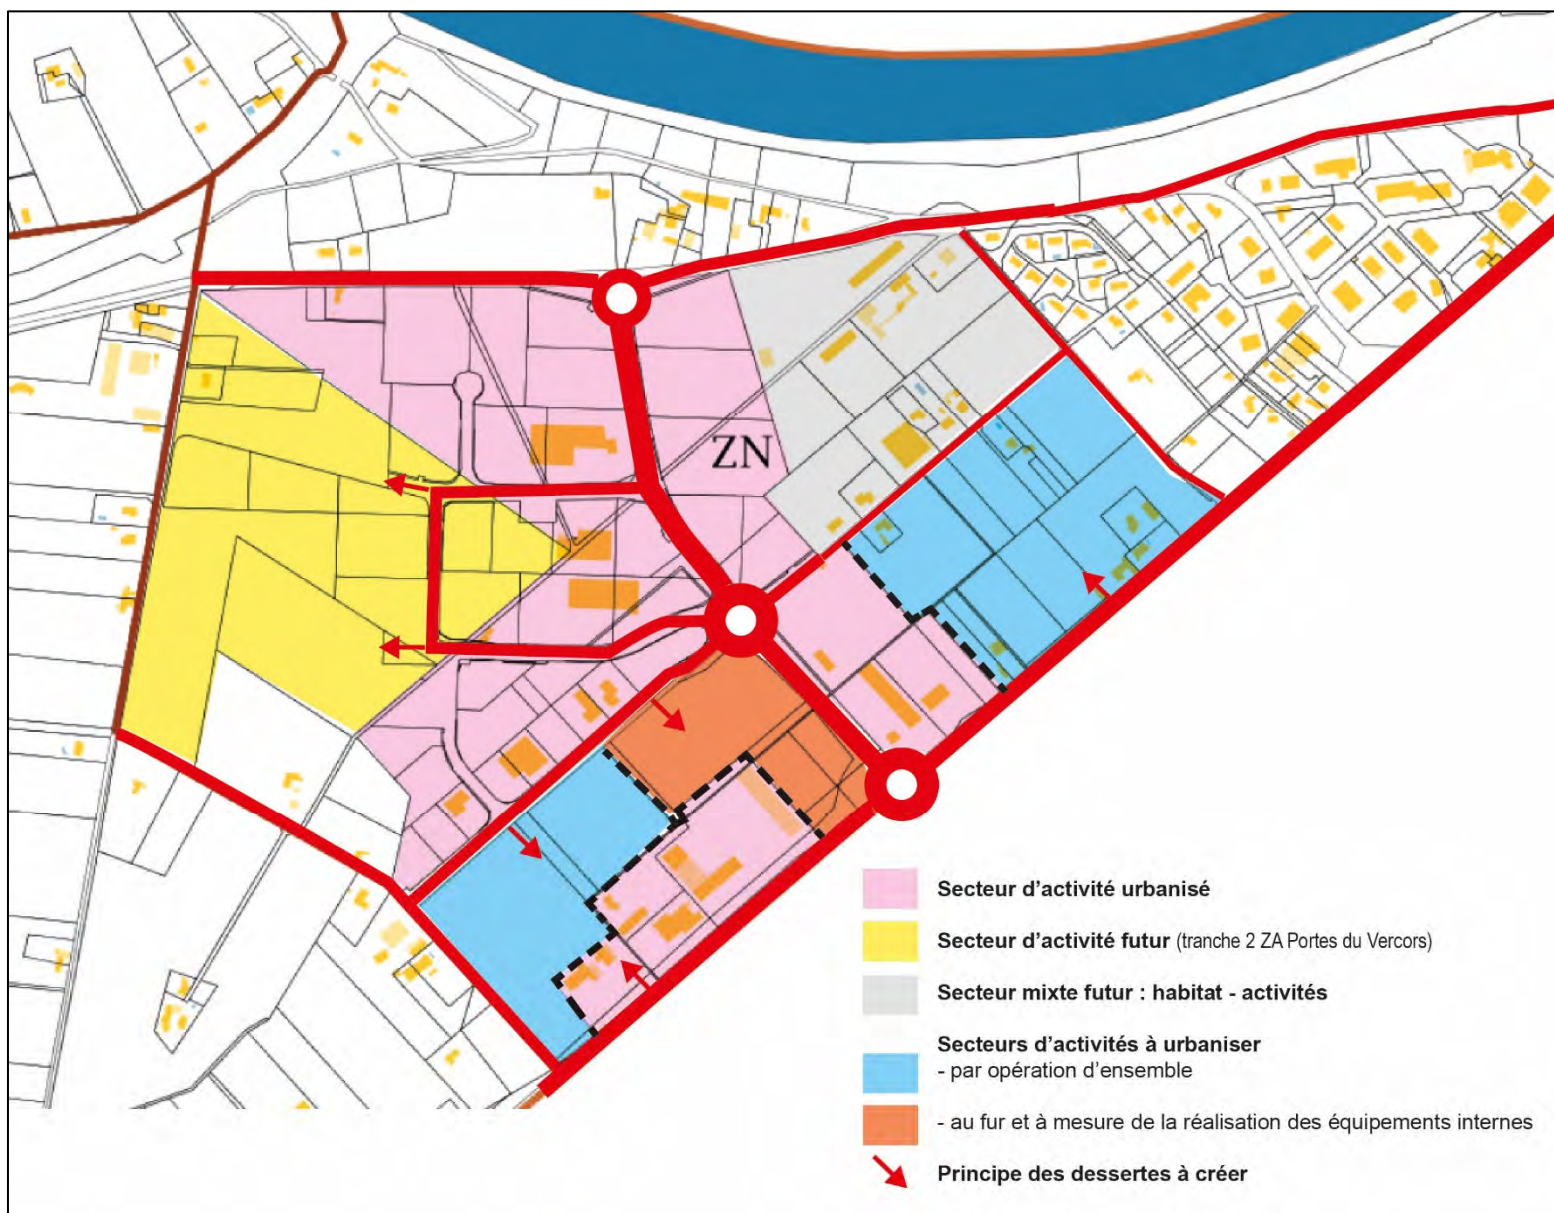 ZN
Secteur d'activité urbanisé
Secteur d'activité futur (tranche 2 ZA Portes du Vercors)
Secteur mixte futur : habitat - activités
Secteurs d'activités à urbaniser
- par opération d'ensemble
- au fur et à mesure de la réalisation des équipements internes
Principe des dessertes à créer